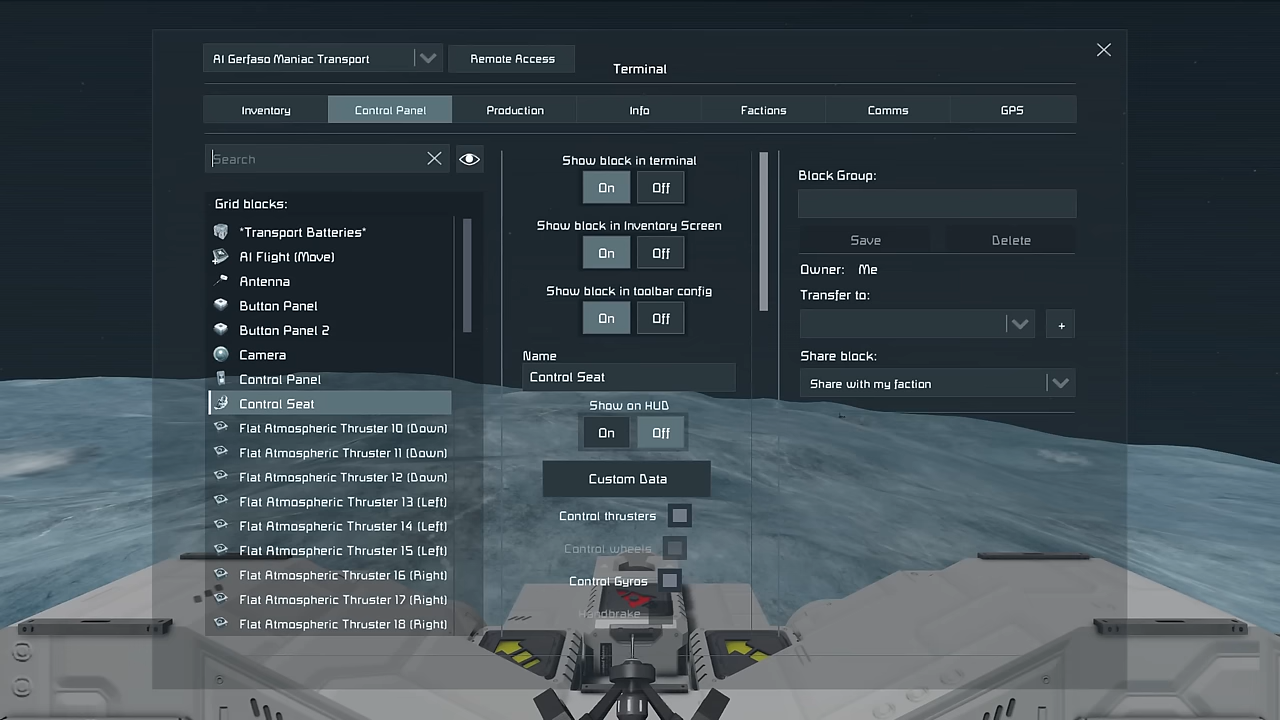 AI Gerfaso Maniac Transport
Remote Access
Terminal
Inventory
Control Panel
Production
Info
Factions
Comms
GPS
Search
Grid blocks:
*Transport Batteries*
AI Flight (Move)
Antenna
Button Panel
Button Panel 2
Camera
Control Panel
Control Seat
Flat Atmospheric Thruster 10 (Down)
Flat Atmospheric Thruster 11 (Down)
Flat Atmospheric Thruster 12 (Down)
Flat Atmospheric Thruster 13 (Left)
Flat Atmospheric Thruster 14 (Left)
Flat Atmospheric Thruster 15 (Left)
Flat Atmospheric Thruster 16 (Right)
Flat Atmospheric Thruster 17 (Right)
Flat Atmospheric Thruster 18 (Right)
Show block in terminal
On Off
Show block in Inventory Screen
On Off
Show block in toolbar config
On Off
Name
Control Seat
Show on HUD
On Off
Custom Data
Control thrusters
Control wheels
Control Gyros
Handbrake
Block Group:
Save Delete
Owner: Me
Transfer to:
+
Share block:
Share with my faction